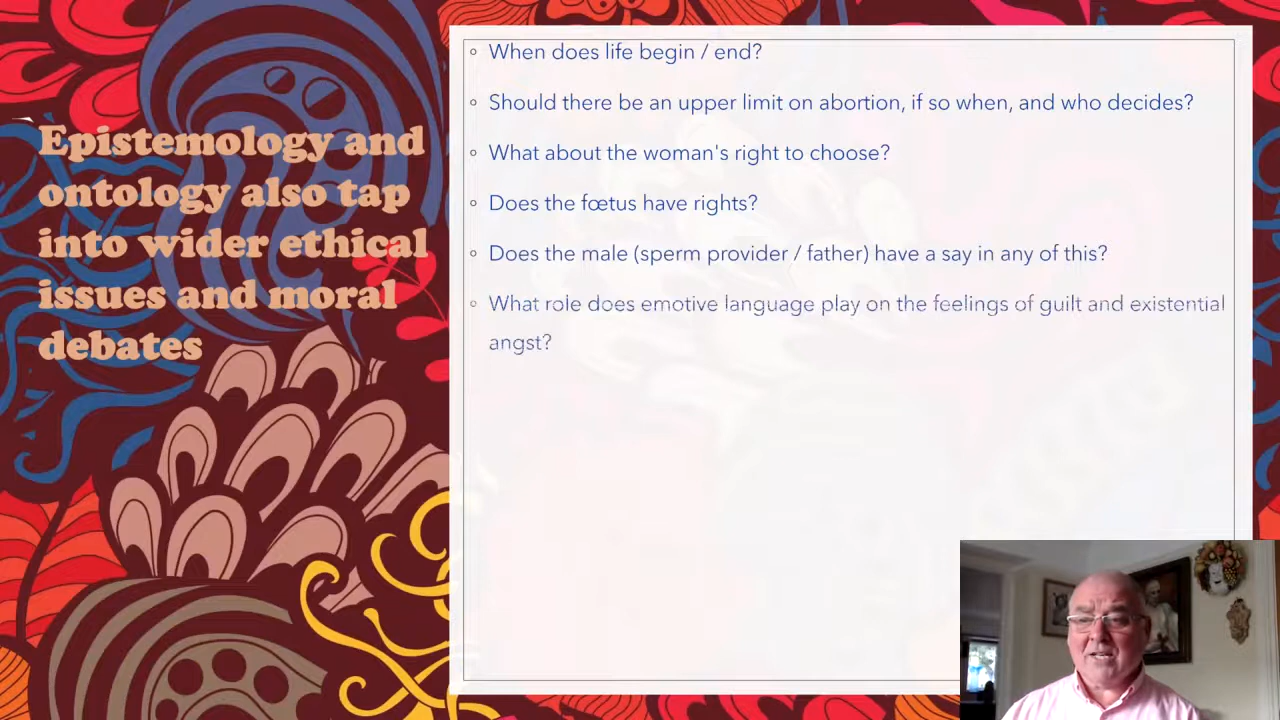 Epistemology and
ontology also tap
into wider ethical
issues and moral
debates
◦ When does life begin / end?
◦ Should there be an upper limit on abortion, if so when, and who decides?
◦ What about the woman's right to choose?
◦ Does the fœtus have rights?
◦ Does the male (sperm provider / father) have a say in any of this?
◦ What role does emotive language play on the feelings of guilt and existential
angst?